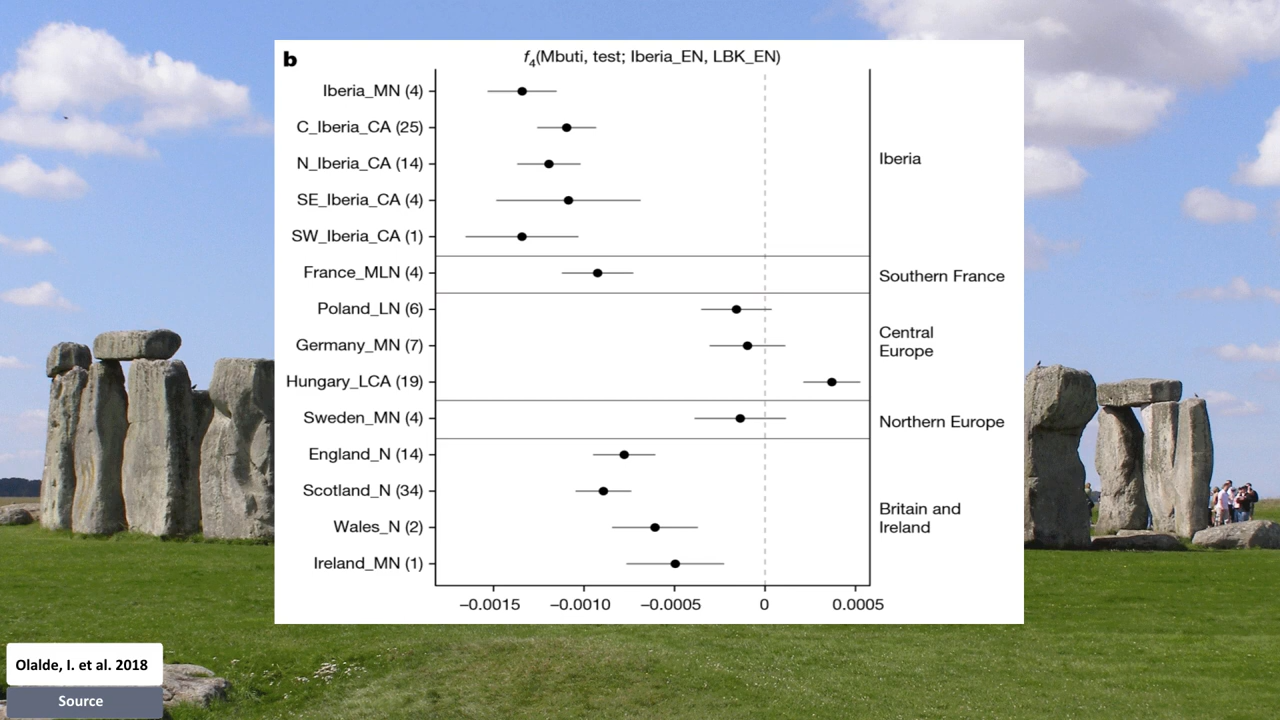 b
f4(Mbuti, test; Iberia_EN, LBK_EN)
Iberia_MN (4)
C_Iberia_CA (25)
N_Iberia_CA (14)
SE_Iberia_CA (4)
SW_Iberia_CA (1)
Iberia
France_MLN (4)
Southern France
Poland_LN (6)
Germany_MN (7)
Hungary_LCA (19)
Central
Europe
Sweden_MN (4)
Northern Europe
England_N (14)
Scotland_N (34)
Wales_N (2)
Ireland_MN (1)
Britain and
Ireland
−0.0015 −0.0010 −0.0005 0 0.0005
Olalde, I. et al. 2018
Source